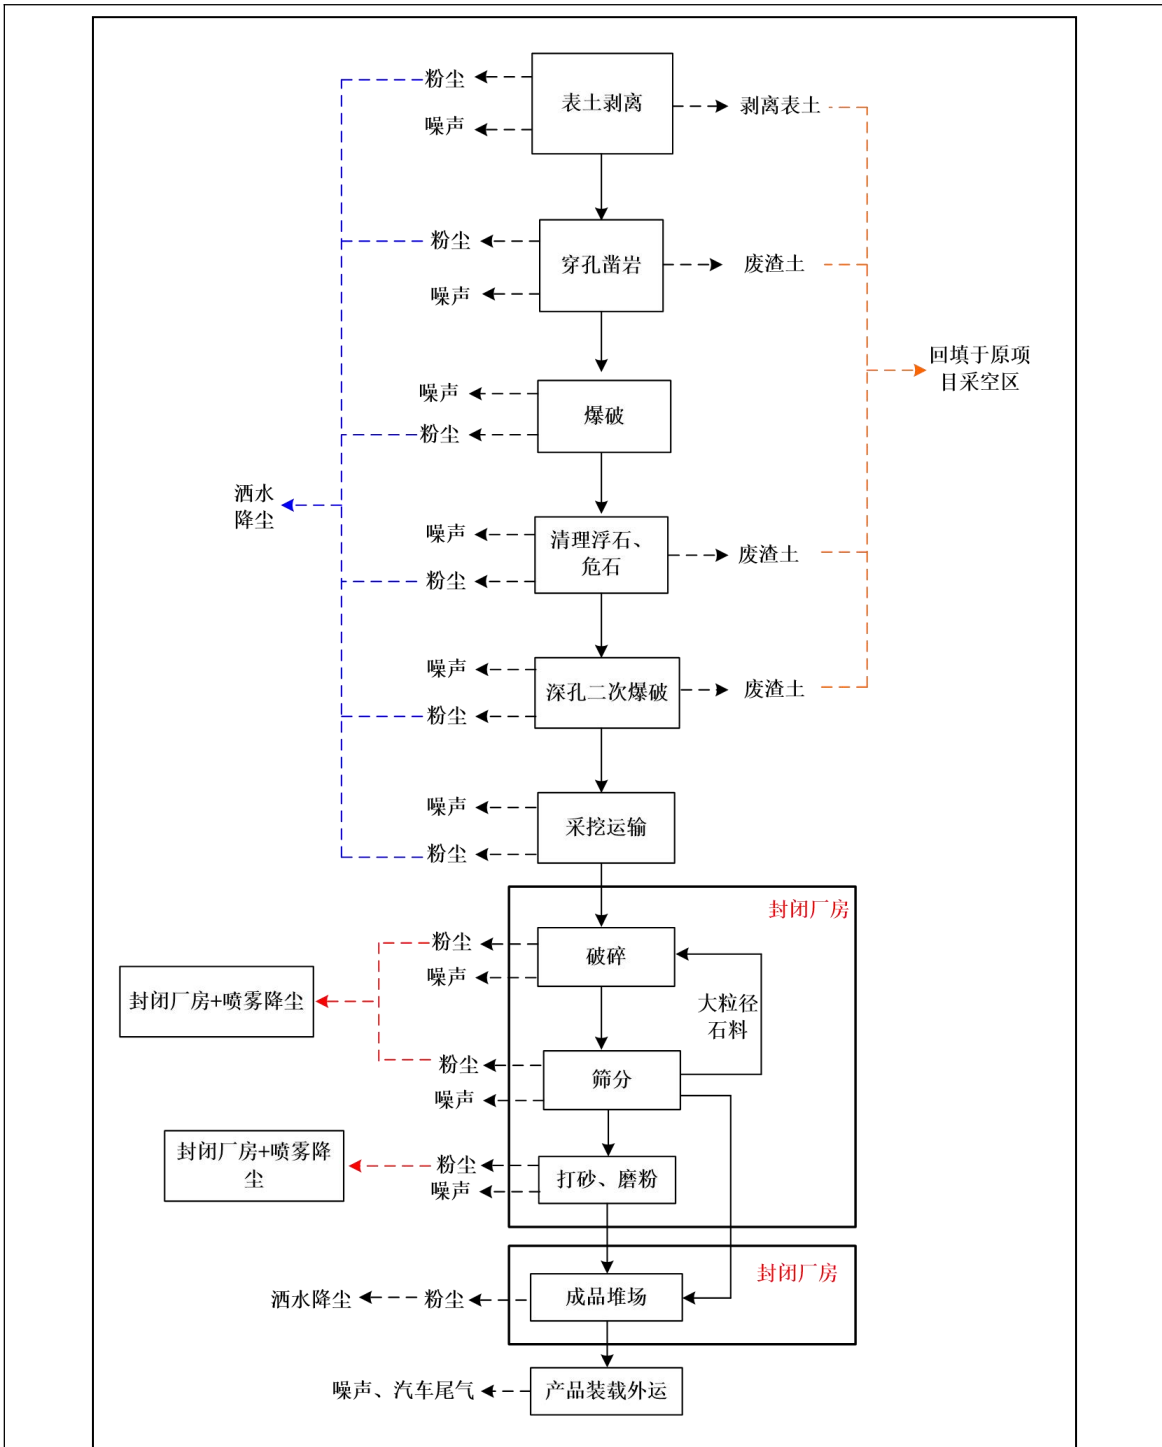 粉尘
表土剥离
剥离表土
噪声
粉尘
穿孔凿岩
废渣土
噪声
回填于原项
目采空区
噪声
爆破
粉尘
洒水
降尘
噪声
清理浮石、
危石
废渣土
粉尘
噪声
深孔二次爆破
废渣土
粉尘
噪声
采挖运输
粉尘
封闭厂房
粉尘
破碎
噪声
封闭厂房+喷雾降尘
大粒径
石料
粉尘
筛分
噪声
封闭厂房+喷雾降
尘
粉尘
打砂、磨粉
噪声
封闭厂房
洒水降尘
粉尘
成品堆场
噪声、汽车尾气
产品装载外运